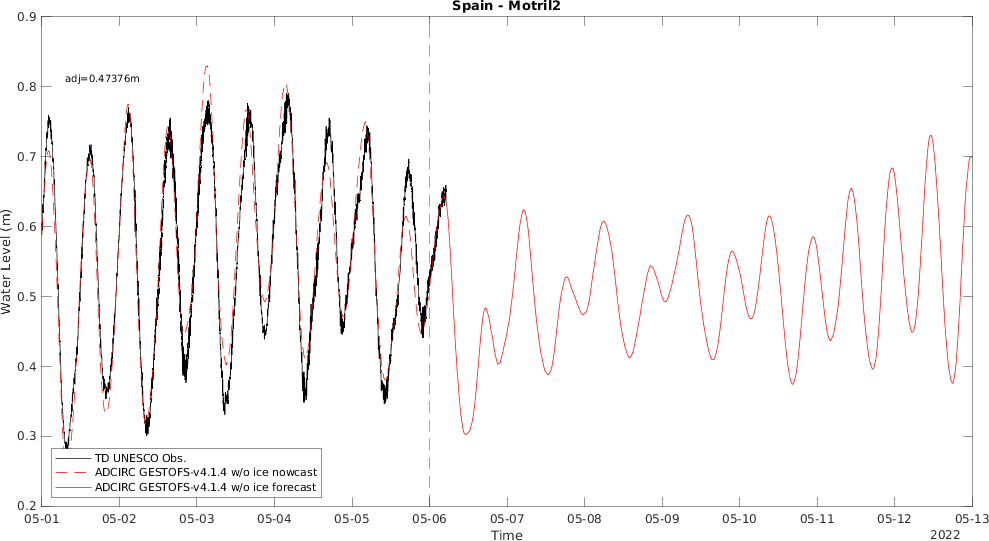 Spain - Motril2
0.9
0.8
0.7
0.6
0.5
0.4
0.3
0.2
Water Level (m)
adj=0.47376m
TD UNESCO Obs.
ADCIRC GESTOFS-v4.1.4 w/o ice nowcast
ADCIRC GESTOFS-v4.1.4 w/o ice forecast
05-01 05-02 05-03 05-04 05-05 05-06 05-07 05-08 05-09 05-10 05-11 05-12 05-13
Time
2022